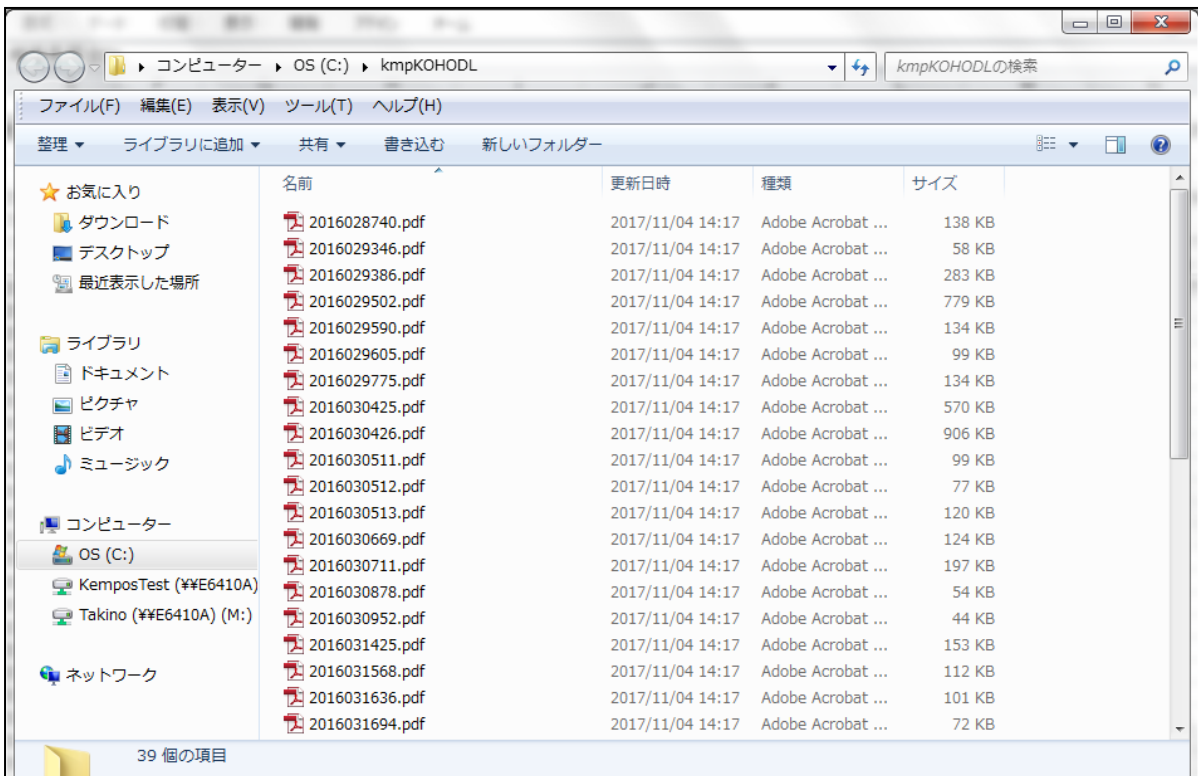 コンピューター ▸ OS (C:) ▸ kmpKOHODL
kmpKOHODLの検索
ファイル(F) 編集(E) 表示(V) ツール(T) ヘルプ(H)
整理 ライブラリに追加 共有 書き込む 新しいフォルダー
お気に入り
ダウンロード
デスクトップ
最近表示した場所
ライブラリ
ドキュメント
ピクチャ
ビデオ
ミュージック
コンピューター
OS (C:)
KemposTest (¥¥E6410A)
Takino (¥¥E6410A) (M:)
ネットワーク
名前 更新日時 種類 サイズ
2016028740.pdf 2017/11/04 14:17 Adobe Acrobat ... 138 KB
2016029346.pdf 2017/11/04 14:17 Adobe Acrobat ... 58 KB
2016029386.pdf 2017/11/04 14:17 Adobe Acrobat ... 283 KB
2016029502.pdf 2017/11/04 14:17 Adobe Acrobat ... 779 KB
2016029590.pdf 2017/11/04 14:17 Adobe Acrobat ... 134 KB
2016029605.pdf 2017/11/04 14:17 Adobe Acrobat ... 99 KB
2016029775.pdf 2017/11/04 14:17 Adobe Acrobat ... 134 KB
2016030425.pdf 2017/11/04 14:17 Adobe Acrobat ... 570 KB
2016030426.pdf 2017/11/04 14:17 Adobe Acrobat ... 906 KB
2016030511.pdf 2017/11/04 14:17 Adobe Acrobat ... 99 KB
2016030512.pdf 2017/11/04 14:17 Adobe Acrobat ... 77 KB
2016030513.pdf 2017/11/04 14:17 Adobe Acrobat ... 120 KB
2016030669.pdf 2017/11/04 14:17 Adobe Acrobat ... 124 KB
2016030711.pdf 2017/11/04 14:17 Adobe Acrobat ... 197 KB
2016030878.pdf 2017/11/04 14:17 Adobe Acrobat ... 54 KB
2016030952.pdf 2017/11/04 14:17 Adobe Acrobat ... 44 KB
2016031425.pdf 2017/11/04 14:17 Adobe Acrobat ... 153 KB
2016031568.pdf 2017/11/04 14:17 Adobe Acrobat ... 112 KB
2016031636.pdf 2017/11/04 14:17 Adobe Acrobat ... 101 KB
2016031694.pdf 2017/11/04 14:17 Adobe Acrobat ... 72 KB
39 個の項目